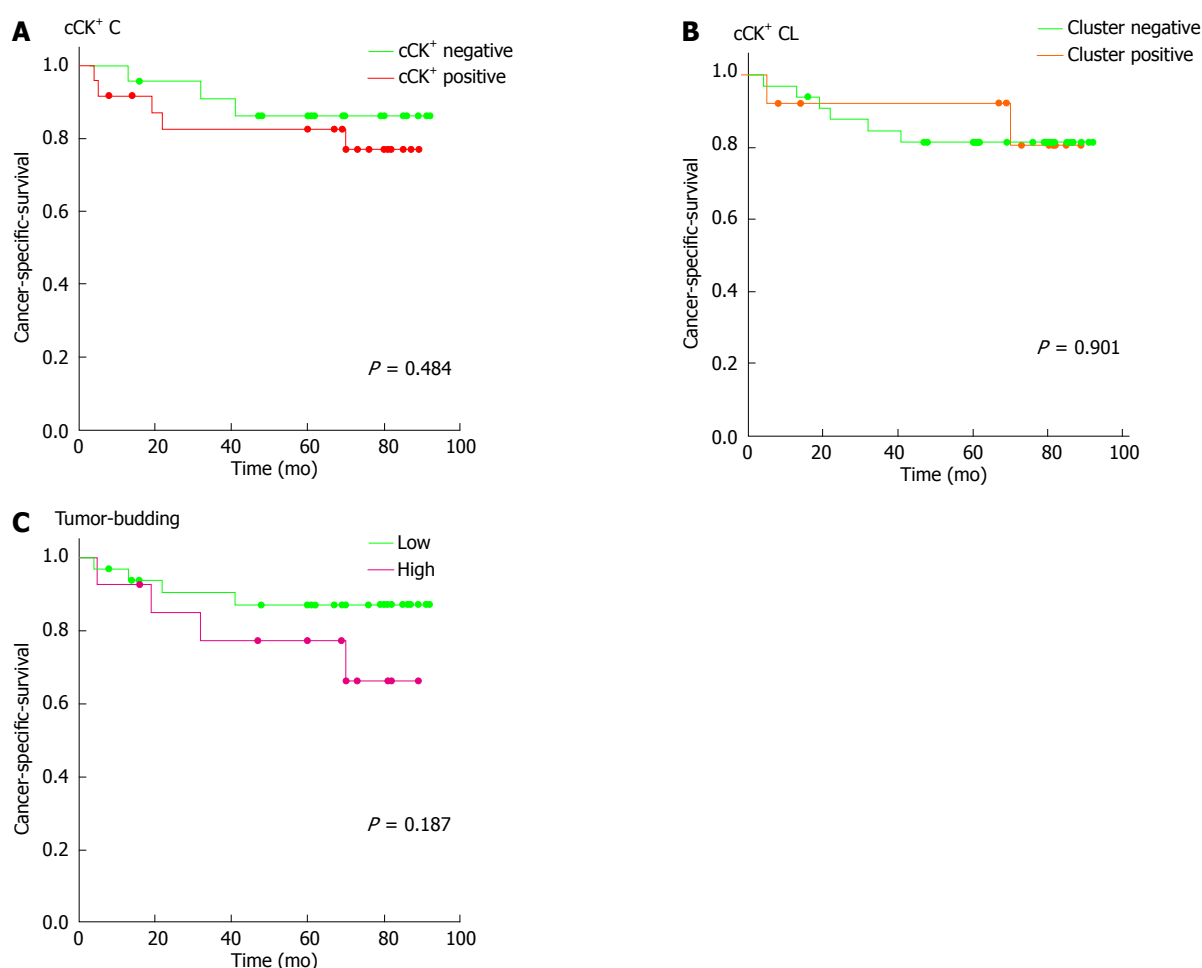 A cCK⁺ C
cCK⁺ negative
cCK⁺ positive
1.0
0.8
0.6
0.4
0.2
0.0
Cancer-specific-survival
P = 0.484
0 20 40 60 80 100
Time (mo)
B cCK⁺ CL
Cluster negative
Cluster positive
1.0
0.8
0.6
0.4
0.2
0.0
Cancer-specific-survival
P = 0.901
0 20 40 60 80 100
Time (mo)
C Tumor-budding
Low
High
1.0
0.8
0.6
0.4
0.2
0.0
Cancer-specific-survival
P = 0.187
0 20 40 60 80 100
Time (mo)